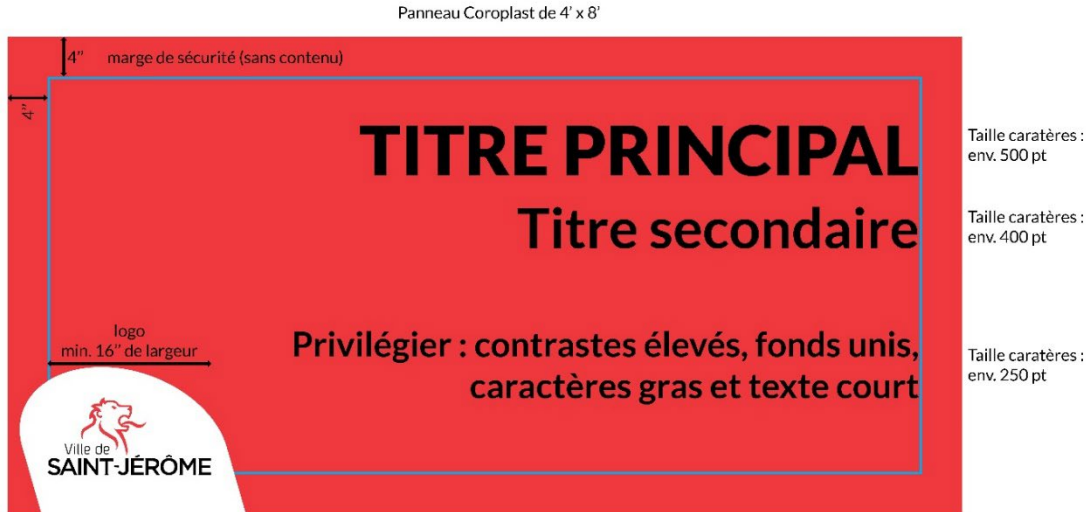 Panneau Coroplast de 4' x 8'
4" marge de sécurité (sans contenu)
4"
TITRE PRINCIPAL
Taille caratères :
env. 500 pt
Titre secondaire
Taille caratères :
env. 400 pt
logo
min. 16" de largeur
Privilégier : contrastes élevés, fonds unis,
caractères gras et texte court
Taille caratères :
env. 250 pt
Ville de
SAINT-JÉRÔME